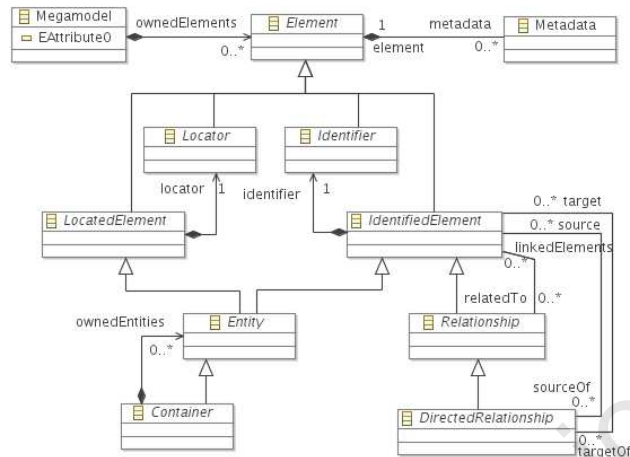 Megamodel
EAttribute0
ownedElements
0..*
Element
1
element
metadata
0..*
Metadata
Locator
Identifier
locator
1
identifier
1
LocatedElement
IdentifiedElement
0..* target
0..* source
linkedElements
0..*
relatedTo
0..*
ownedEntities
0..*
Entity
Relationship
Container
sourceOf
0..*
DirectedRelationship
0..*
targetOf